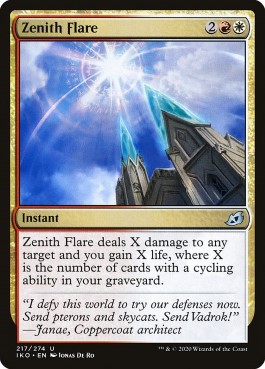 Zenith Flare 2
Instant
Zenith Flare deals X damage to any
target and you gain X life, where X
is the number of cards with a cycling
ability in your graveyard.
“I defy this world to try our defenses now.
Send pterons and skycats. Send Vadrok!”
—Janae, Coppercoat architect
217/274 U
IKO • EN Jonas De Ro
™ & © 2020 Wizards of the Coast